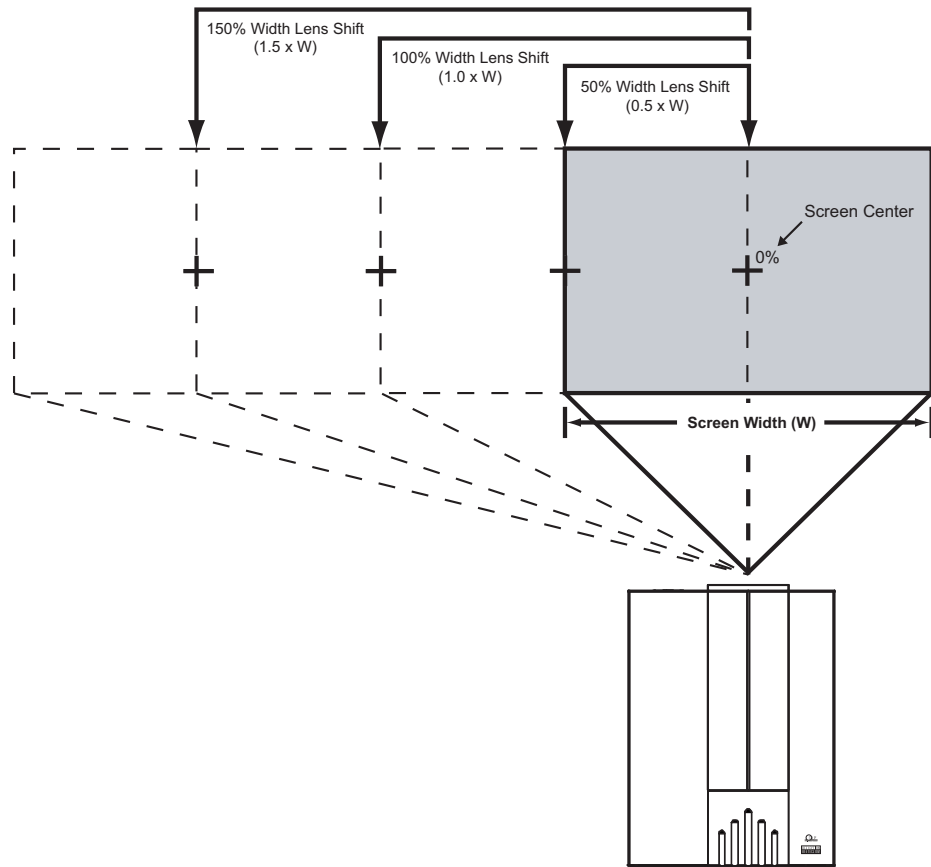 150% Width Lens Shift
(1.5 x W)
100% Width Lens Shift
(1.0 x W)
50% Width Lens Shift
(0.5 x W)
Screen Center
0%
Screen Width (W)